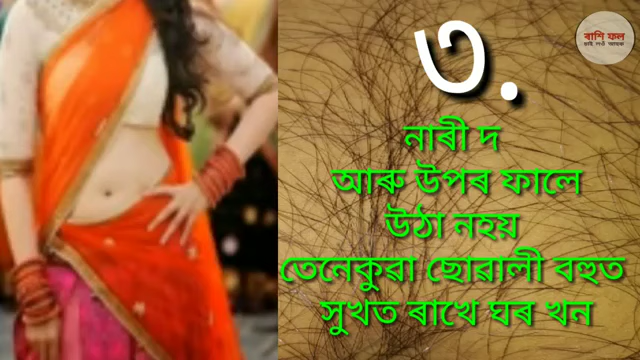 ৰাশি ফল
৩.
নাৰী দ
আৰু উপৰ ফালে
উঠা নহয়
তেনেকুৱা ছোৱালী বহুত
সুখত ৰাখে ঘৰ খন